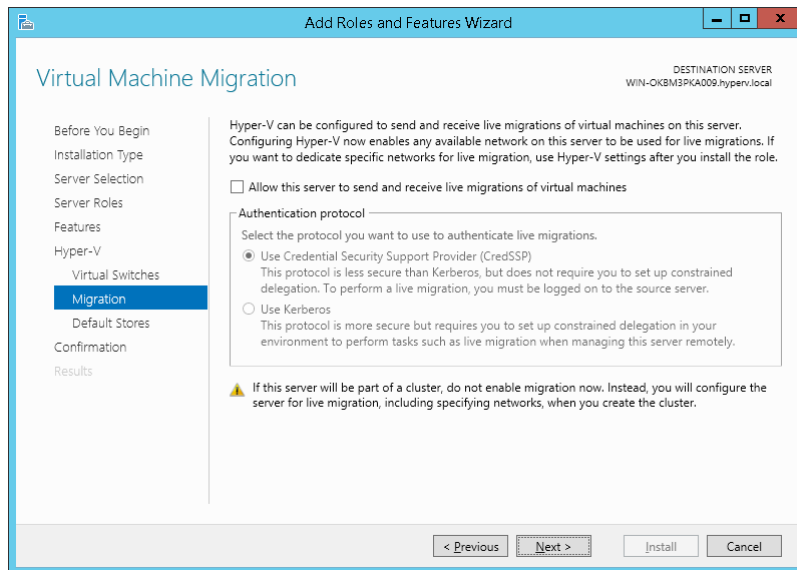 Add Roles and Features Wizard
Virtual Machine Migration
DESTINATION SERVER
WIN-OKBM3PKA009.hyperv.local
Before You Begin
Installation Type
Server Selection
Server Roles
Features
Hyper-V
Virtual Switches
Migration
Default Stores
Confirmation
Results
Hyper-V can be configured to send and receive live migrations of virtual machines on this server.
Configuring Hyper-V now enables any available network on this server to be used for live migrations. If
you want to dedicate specific networks for live migration, use Hyper-V settings after you install the role.
Allow this server to send and receive live migrations of virtual machines
Authentication protocol
Select the protocol you want to use to authenticate live migrations.
Use Credential Security Support Provider (CredSSP)
This protocol is less secure than Kerberos, but does not require you to set up constrained
delegation. To perform a live migration, you must be logged on to the source server.
Use Kerberos
This protocol is more secure but requires you to set up constrained delegation in your
environment to perform tasks such as live migration when managing this server remotely.
If this server will be part of a cluster, do not enable migration now. Instead, you will configure the
server for live migration, including specifying networks, when you create the cluster.
< Previous
Next >
Install
Cancel